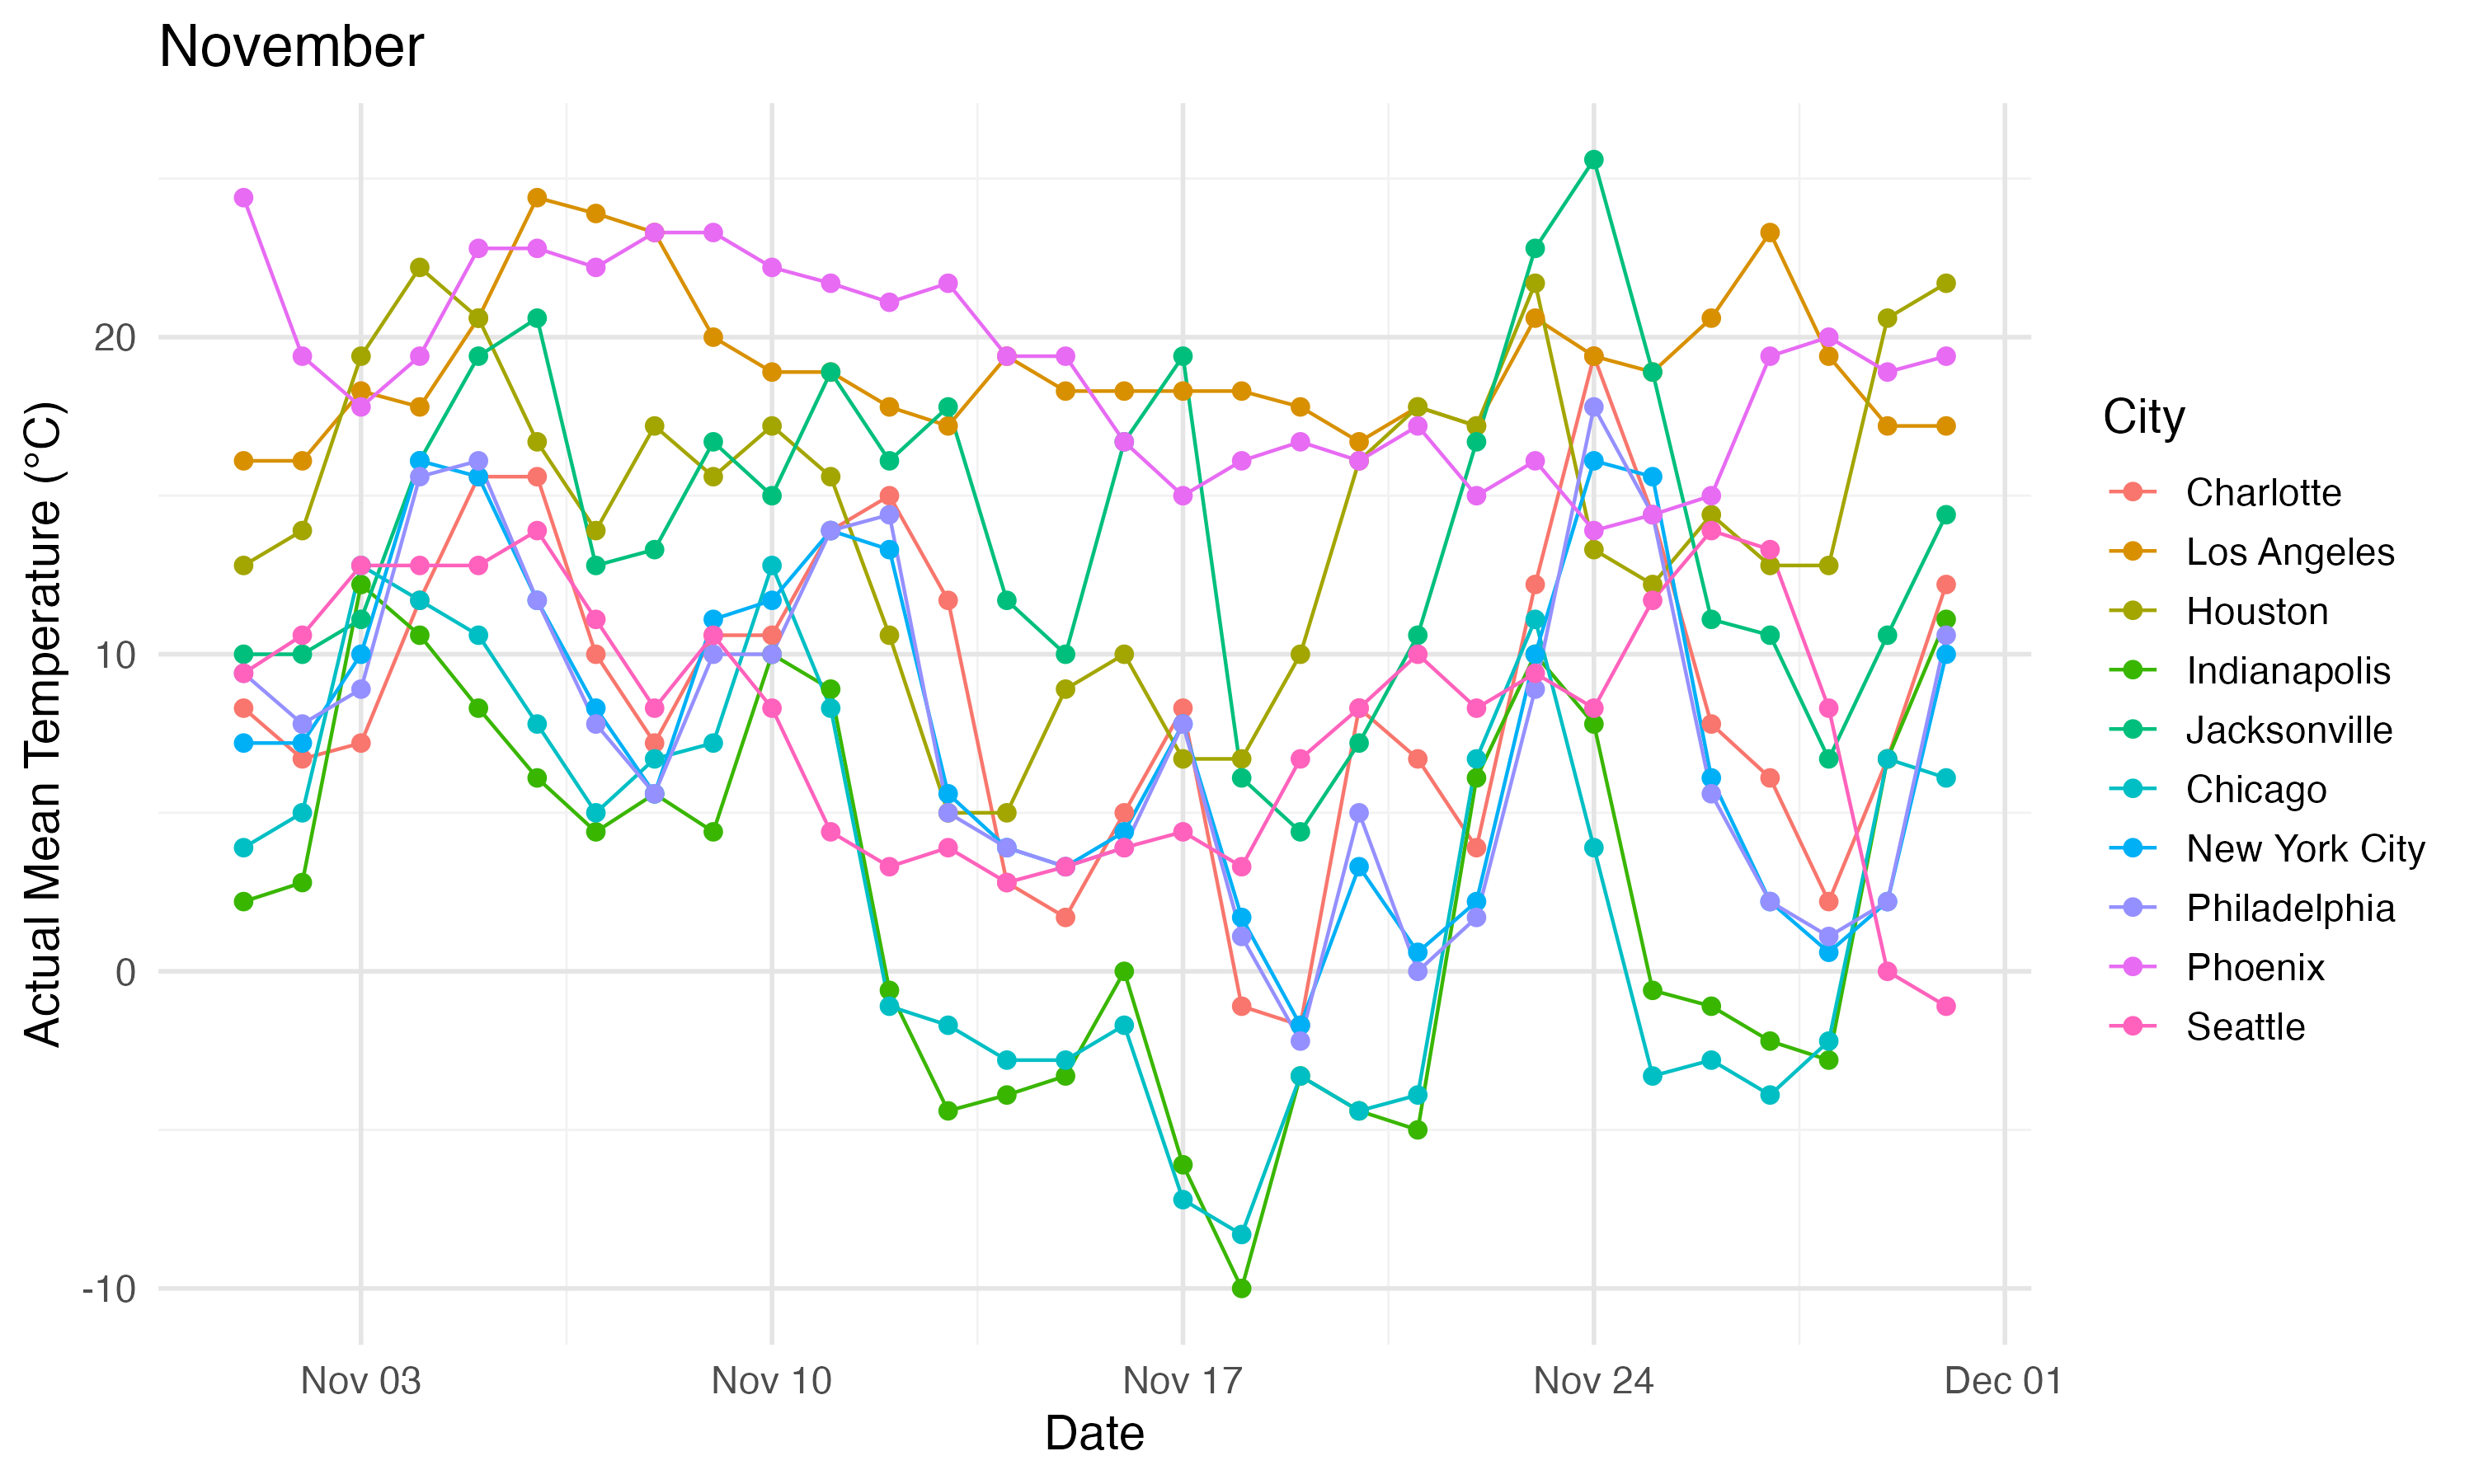 November
Actual Mean Temperature (°C)
20
10
0
-10
Nov 03
Nov 10
Nov 17
Nov 24
Dec 01
Date
City
Charlotte
Los Angeles
Houston
Indianapolis
Jacksonville
Chicago
New York City
Philadelphia
Phoenix
Seattle